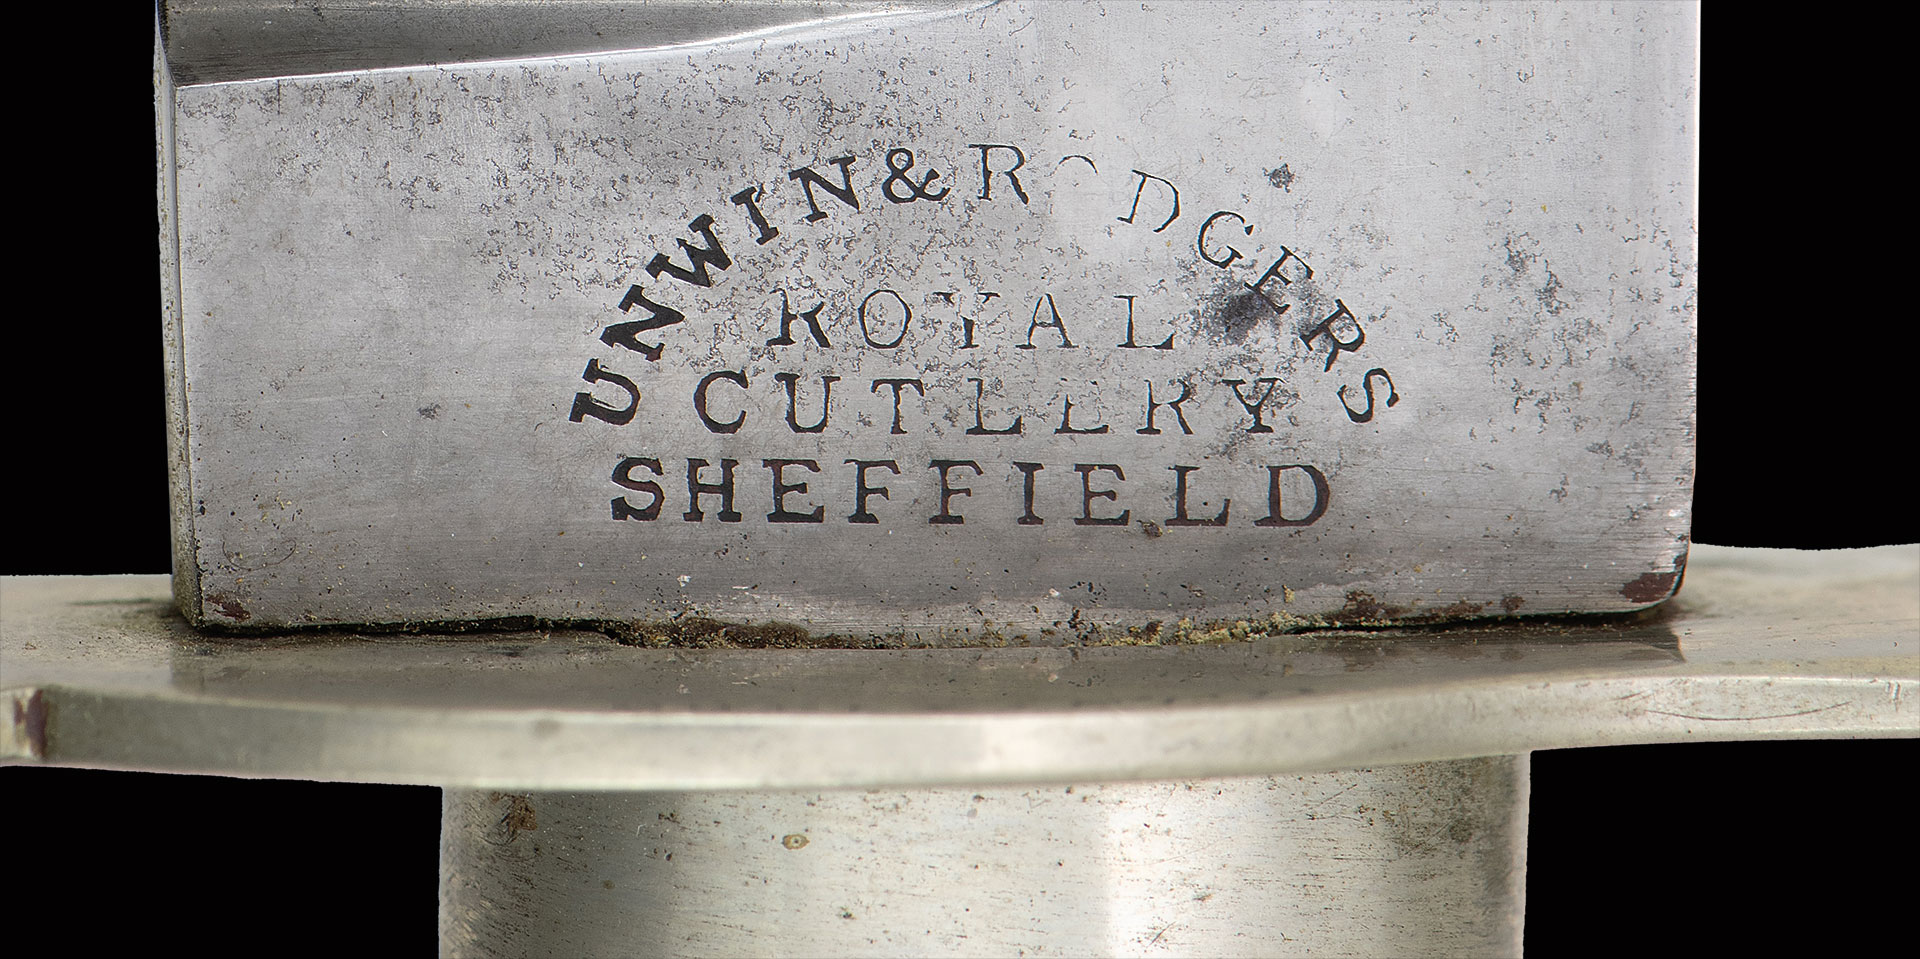 UNWIN & RODGERS
ROYAL
CUTLERY
SHEFFIELD